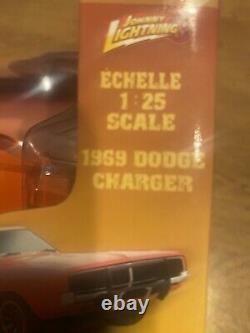 JOHNNY
LIGHTNING
ÉCHELLE
1:25
SCALE
1969 DODGE
CHARGER